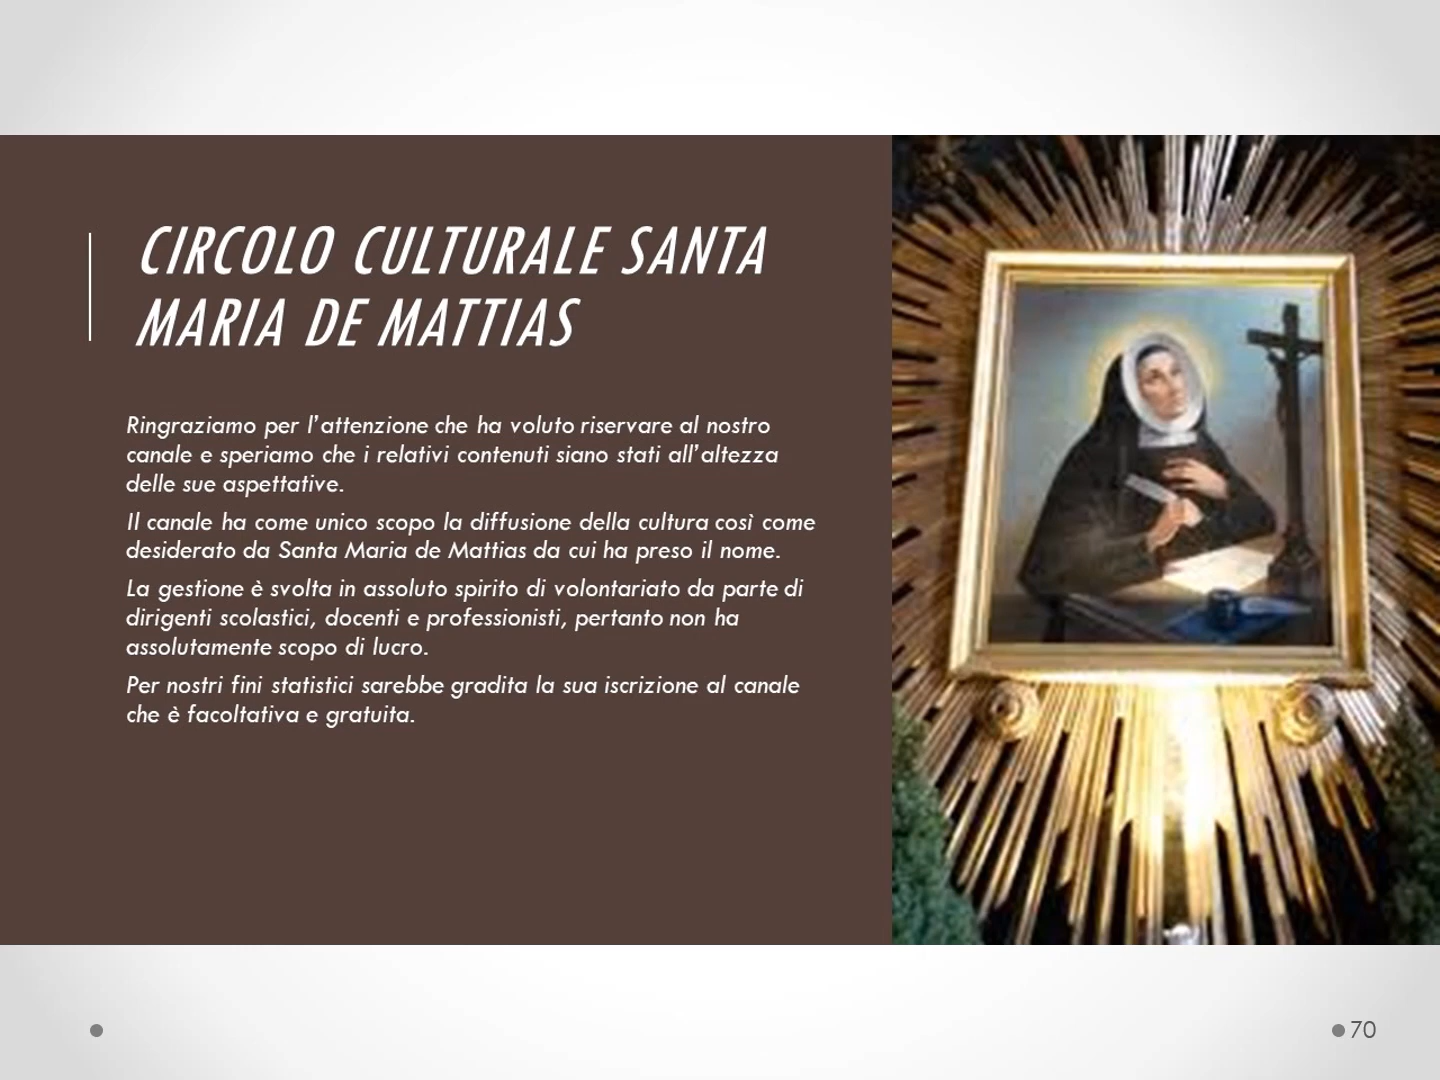 CIRCOLO CULTURALE SANTA
MARIA DE MATTIAS
Ringraziamo per l’attenzione che ha voluto riservare al nostro
canale e speriamo che i relativi contenuti siano stati all’altezza
delle sue aspettative.
Il canale ha come unico scopo la diffusione della cultura così come
desiderato da Santa Maria de Mattias da cui ha preso il nome.
La gestione è svolta in assoluto spirito di volontariato da parte di
dirigenti scolastici, docenti e professionisti, pertanto non ha
assolutamente scopo di lucro.
Per nostri fini statistici sarebbe gradita la sua iscrizione al canale
che è facoltativa e gratuita.
70